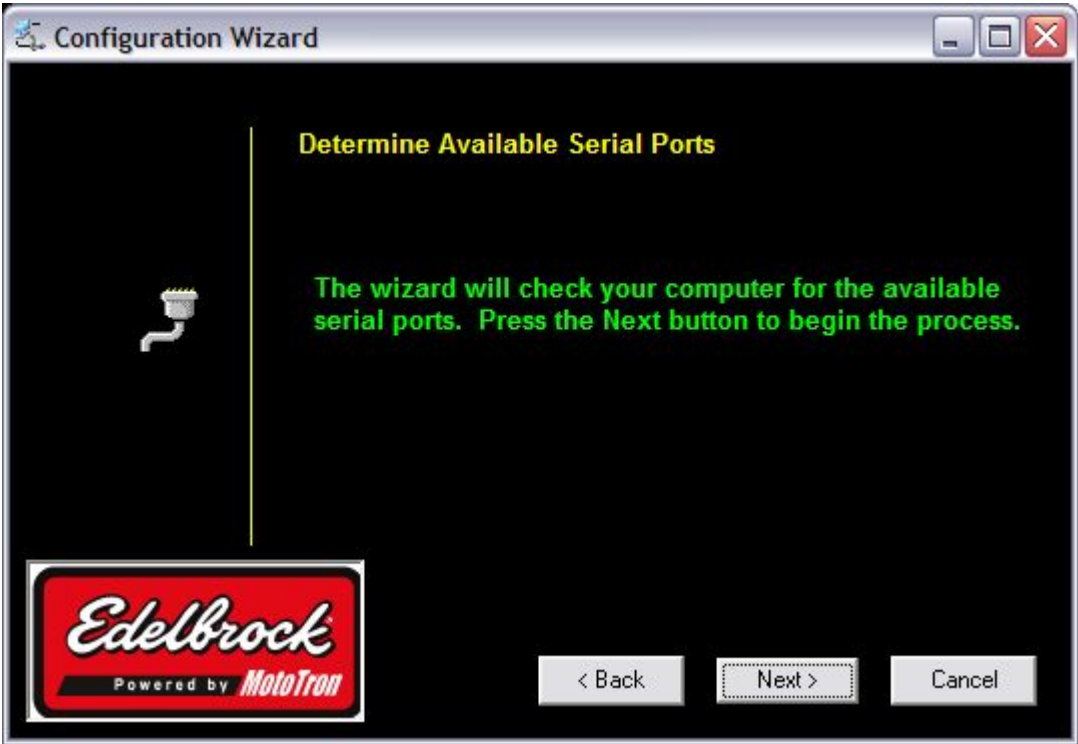 Configuration Wizard
Determine Available Serial Ports
The wizard will check your computer for the available
serial ports.  Press the Next button to begin the process.
Edelbrock
Powered by MotoTron
< Back
Next >
Cancel